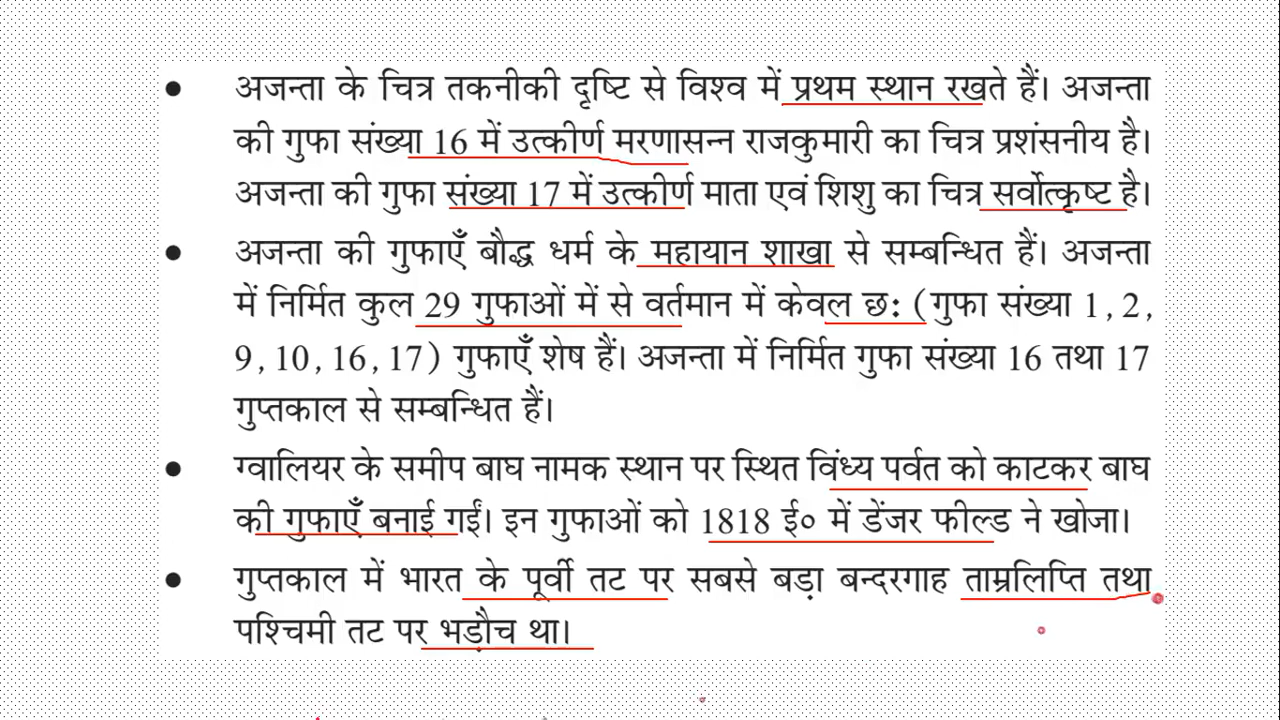 ● अजन्ता के चित्र तकनीकी दृष्टि से विश्व में प्रथम स्थान रखते हैं। अजन्ता
की गुफा संख्या 16 में उत्कीर्ण मरणासन्न राजकुमारी का चित्र प्रशंसनीय है।
अजन्ता की गुफा संख्या 17 में उत्कीर्ण माता एवं शिशु का चित्र सर्वोत्कृष्ट है।
● अजन्ता की गुफाएँ बौद्ध धर्म के महायान शाखा से सम्बन्धित हैं। अजन्ता
में निर्मित कुल 29 गुफाओं में से वर्तमान में केवल छः (गुफा संख्या 1, 2,
9, 10, 16, 17) गुफाएँ शेष हैं। अजन्ता में निर्मित गुफा संख्या 16 तथा 17
गुप्तकाल से सम्बन्धित हैं।
● ग्वालियर के समीप बाघ नामक स्थान पर स्थित विंध्य पर्वत को काटकर बाघ
की गुफाएँ बनाई गईं। इन गुफाओं को 1818 ई० में डेंजर फील्ड ने खोजा।
● गुप्तकाल में भारत के पूर्वी तट पर सबसे बड़ा बन्दरगाह ताम्रलिप्ति तथा
पश्चिमी तट पर भड़ौच था।